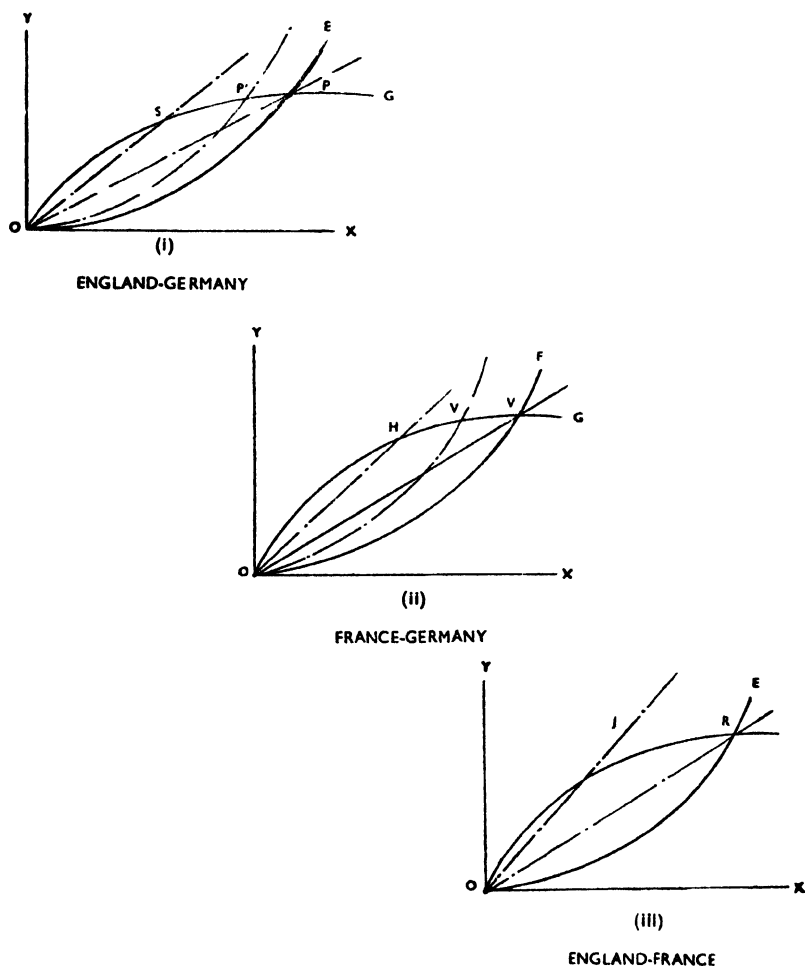 Y
E
P'
P
G
S
O
X
(i)
ENGLAND-GERMANY
Y
F
V
V
G
H
O
X
(ii)
FRANCE-GERMANY
Y
E
J
R
O
X
(iii)
ENGLAND-FRANCE